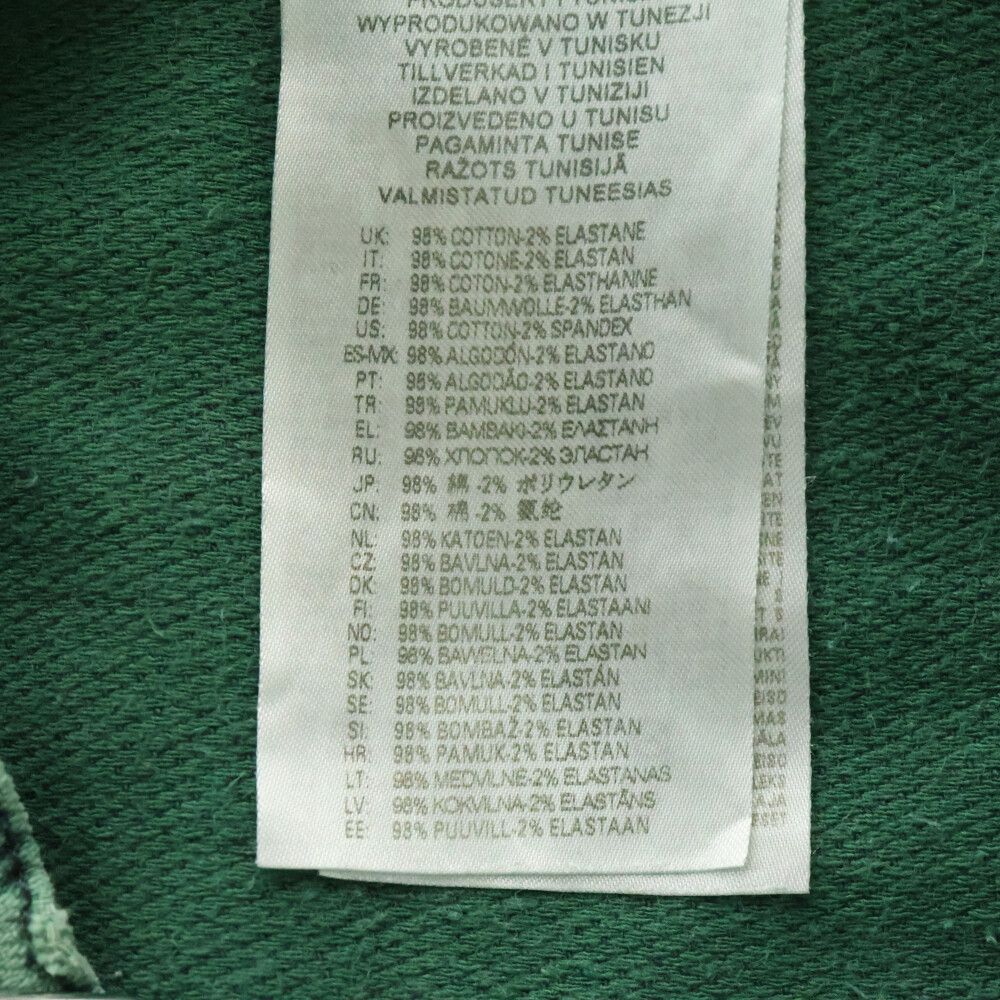 PRODUSERT I
WYPRODUKOWANO W TUNEZJI
VYROBENÉ V TUNISKU
TILLVERKAD I TUNISIEN
IZDELANO V TUNIZIJI
PROIZVEDENO U TUNISU
PAGAMINTA TUNISE
RAŽOTS TUNISIJĀ
VALMISTATUD TUNEESIAS
UK: 98% COTTON-2% ELASTANE
IT: 98% COTONE-2% ELASTAN
FR: 98% COTON-2% ELASTHANNE
DE: 98% BAUMWOLLE-2% ELASTHAN
US: 98% COTTON-2% SPANDEX
ES-MX: 98% ALGODÓN-2% ELASTANO
PT: 98% ALGODÃO-2% ELASTANO
TR: 98% PAMUKLU-2% ELASTAN
EL: 98% ΒΑΜΒΑΚΙ-2% ΕΛΑΣΤΑΝΗ
RU: 98% ХЛОПОК-2% ЭЛАСТАН
JP: 98% 綿 -2% ポリウレタン
CN: 98% 棉 -2% 氨纶
NL: 98% KATOEN-2% ELASTAN
CZ: 98% BAVLNA-2% ELASTAN
DK: 98% BOMULD-2% ELASTAN
FI: 98% PUUVILLA-2% ELASTAANI
NO: 98% BOMULL-2% ELASTAN
PL: 98% BAWEŁNA-2% ELASTAN
SK: 98% BAVLNA-2% ELASTÁN
SE: 98% BOMULL-2% ELASTAN
SI: 98% BOMBAŽ-2% ELASTAN
HR: 98% PAMUK-2% ELASTAN
LT: 98% MEDVILNE-2% ELASTANAS
LV: 98% KOKVILNA-2% ELASTĀNS
EE: 98% PUUVILL-2% ELASTAAN